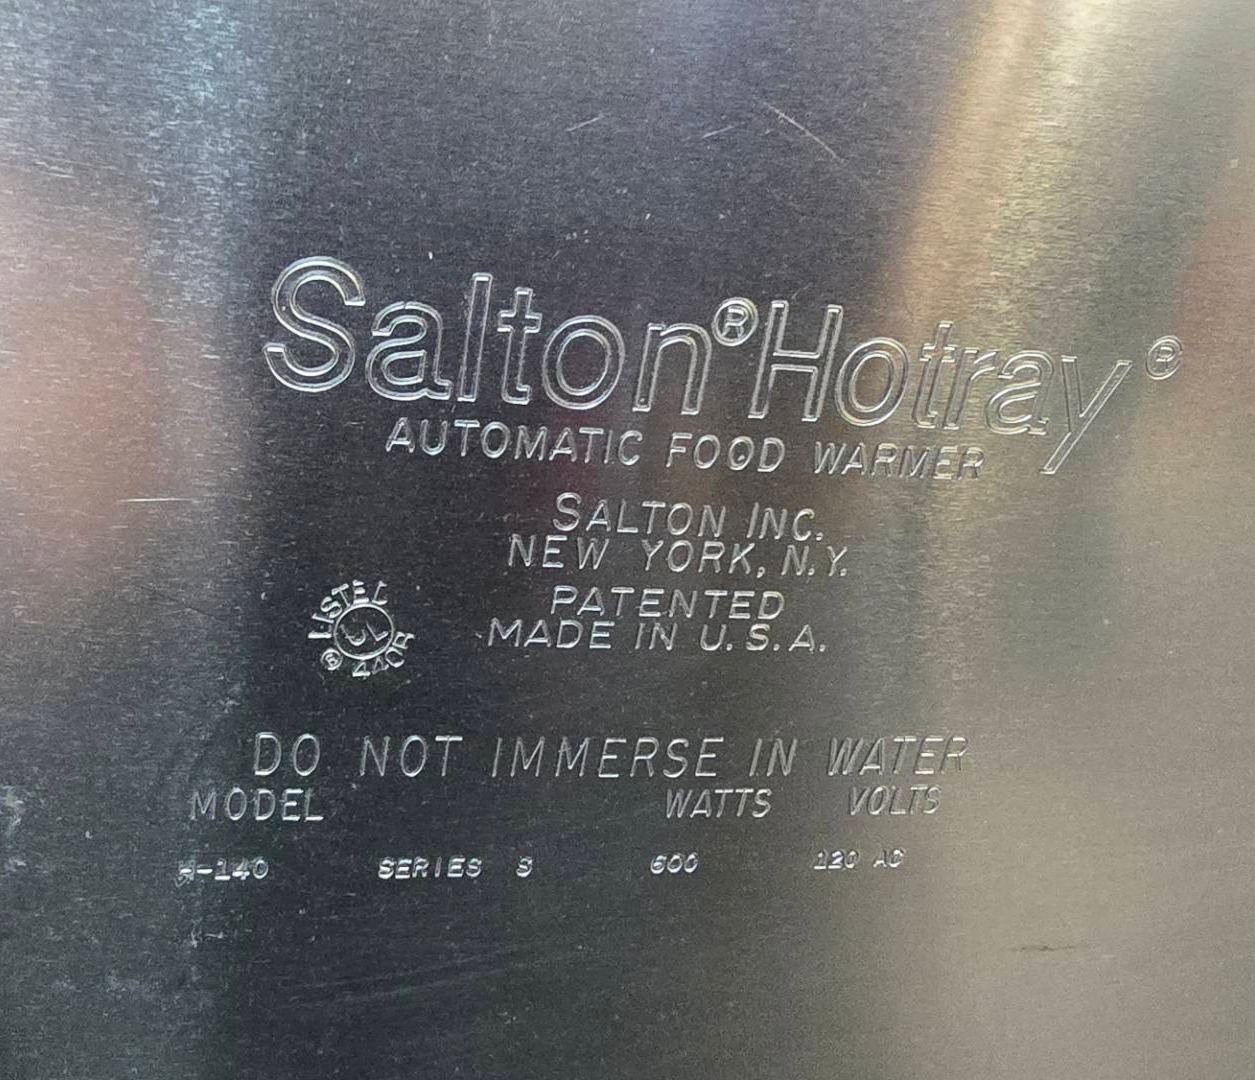 Salton® Hotray®
AUTOMATIC FOOD WARMER
SALTON INC.
NEW YORK, N.Y.
PATENTED
MADE IN U.S.A.
LISTED
UL
® 440R
DO NOT IMMERSE IN WATER
MODEL WATTS VOLTS
H-140 SERIES S 600 120 AC